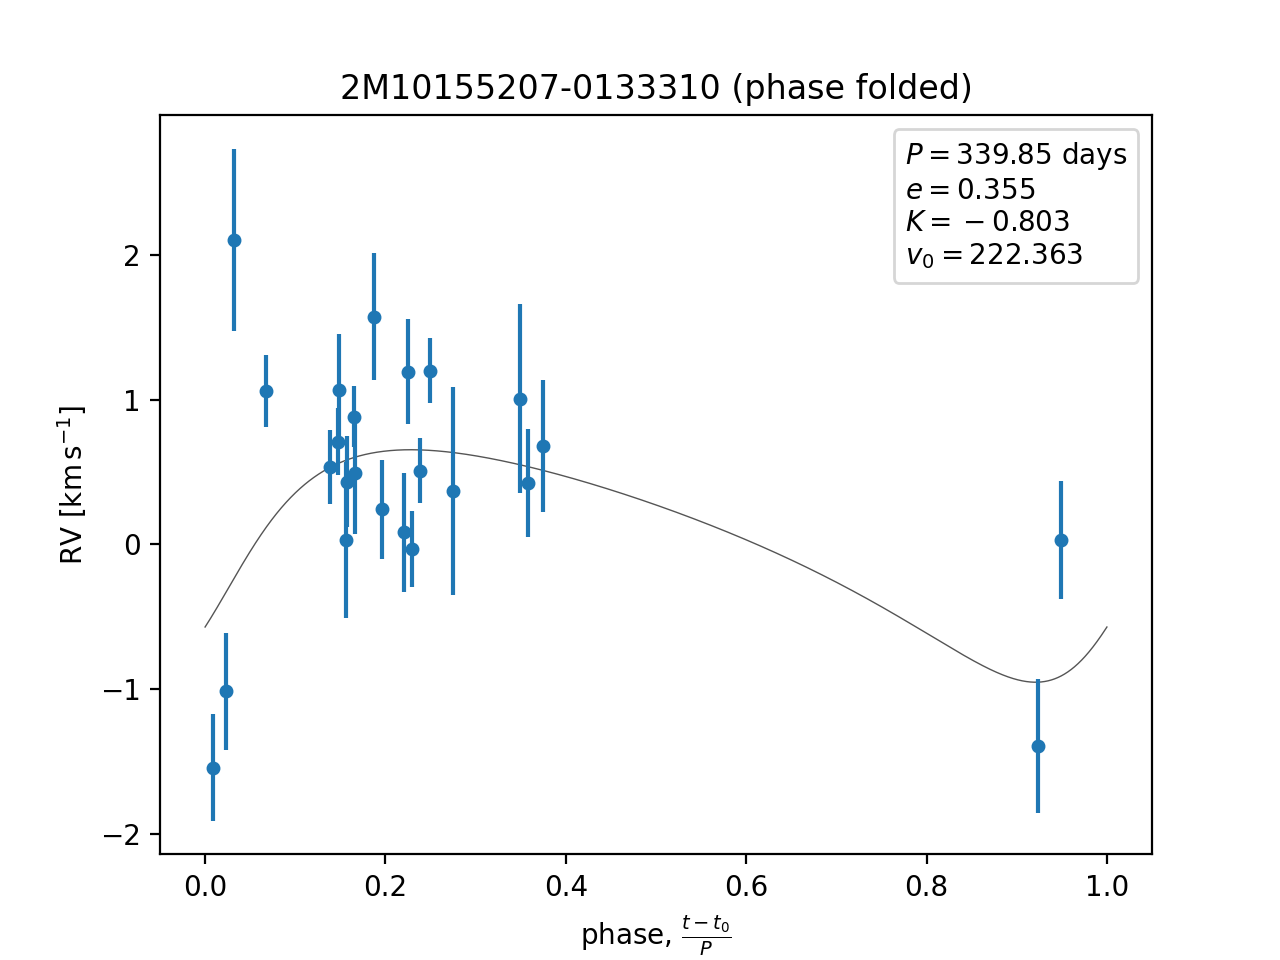 2M10155207-0133310 (phase folded)
P = 339.85 days
e = 0.355
K = −0.803
v₀ = 222.363
RV [km s⁻¹]
2
1
0
−1
−2
0.0 0.2 0.4 0.6 0.8 1.0
phase, (t − t₀)/P